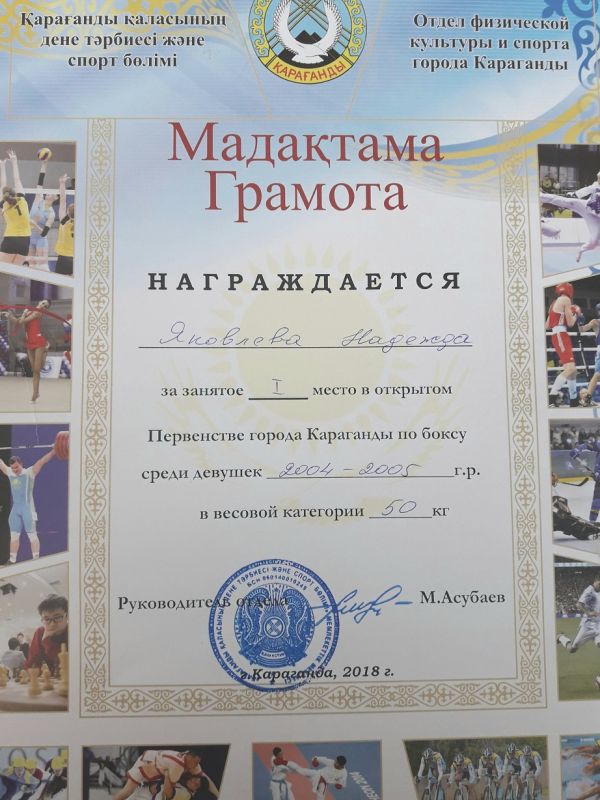 Қарағанды қаласының
дене тәрбиесі және
спорт бөлімі
ҚАРАҒАНДЫ
Отдел физической
культуры и спорта
города Караганды
Мадақтама
Грамота
НАГРАЖДАЕТСЯ
Яковлева Надежда
за занятое I место в открытом
Первенстве города Караганды по боксу
среди девушек 2004-2005 г.р.
в весовой категории 50 кг
Руководитель отдела М.Асубаев
г.Караганда, 2018 г.